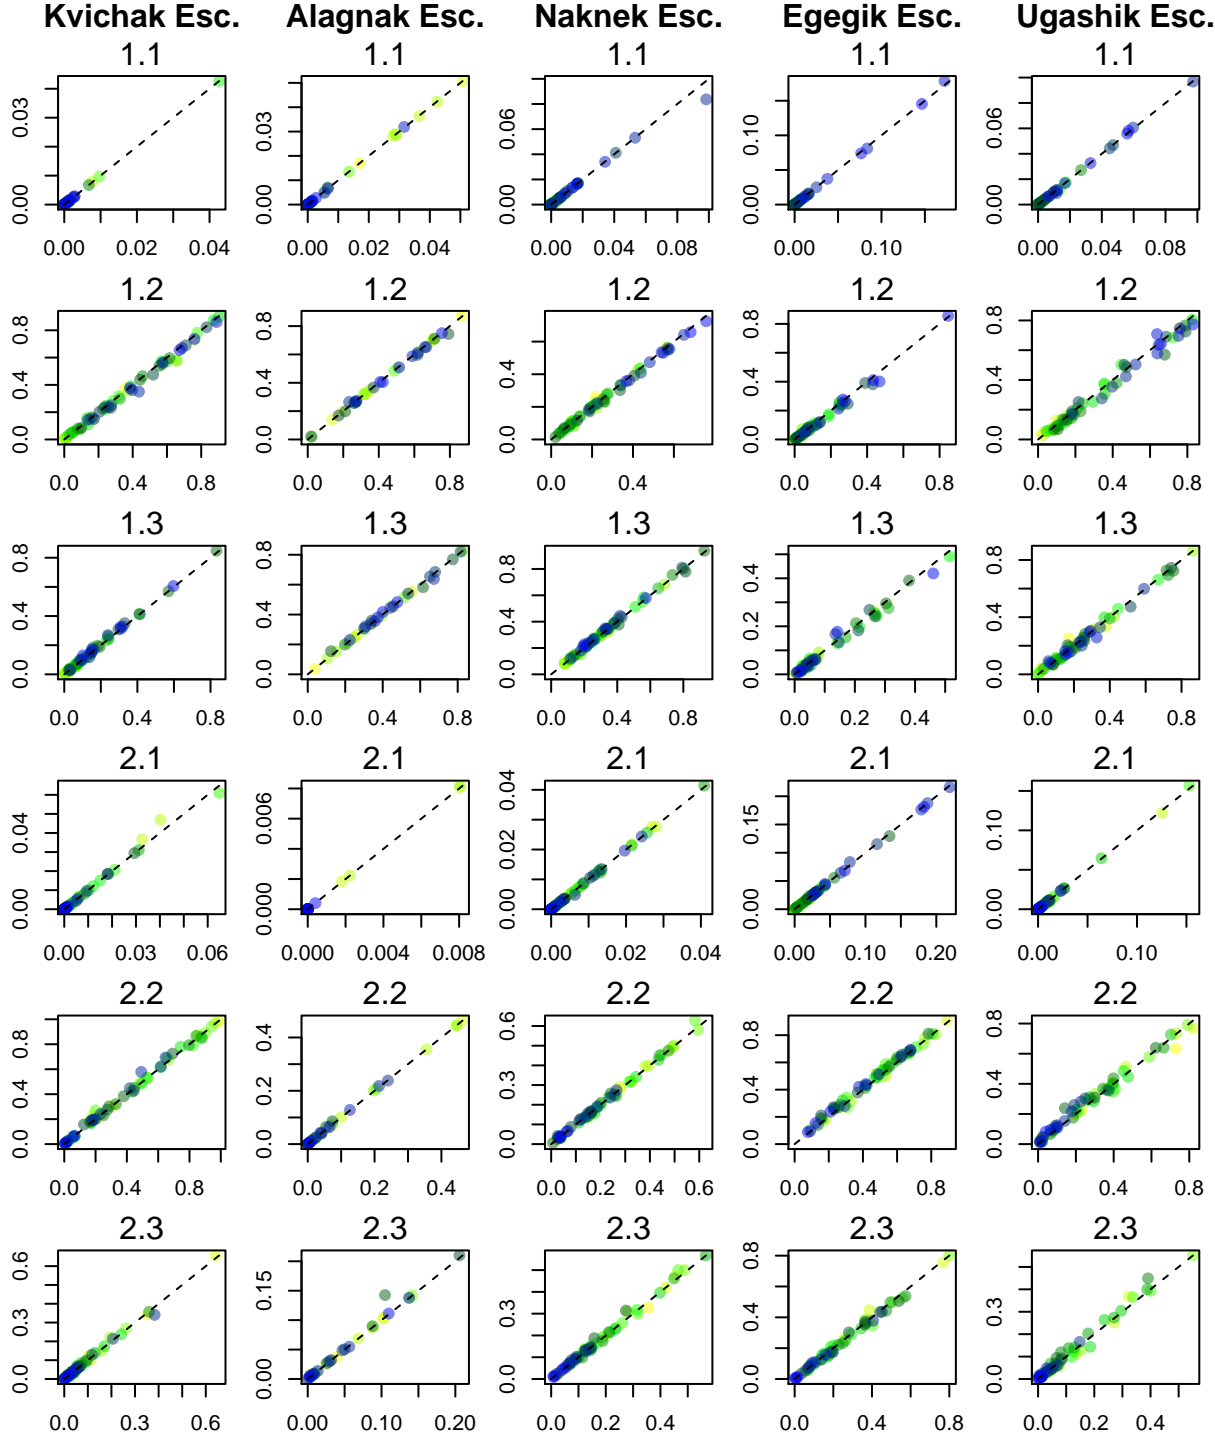 Kvichak Esc. Alagnak Esc. Naknek Esc. Egegik Esc. Ugashik Esc.
1.1 1.1 1.1 1.1 1.1
0.03 0.03 0.06 0.10 0.06
0.00 0.00 0.00 0.00 0.00
0.00 0.02 0.04 0.00 0.02 0.04 0.00 0.04 0.08 0.00 0.10 0.00 0.04 0.08
1.2 1.2 1.2 1.2 1.2
0.8 0.8 0.4 0.8 0.8
0.4 0.4 0.0 0.4 0.4
0.0 0.0 0.0 0.0
0.0 0.4 0.8 0.0 0.4 0.8 0.0 0.4 0.0 0.4 0.8 0.0 0.4 0.8
1.3 1.3 1.3 1.3 1.3
0.8 0.8 0.8 0.4 0.8
0.4 0.4 0.4 0.2 0.4
0.0 0.0 0.0 0.0 0.0
0.0 0.4 0.8 0.0 0.4 0.8 0.0 0.4 0.8 0.0 0.2 0.4 0.0 0.4 0.8
2.1 2.1 2.1 2.1 2.1
0.04 0.006 0.04 0.15 0.10
0.00 0.000 0.02 0.00 0.00
0.00
0.00 0.03 0.06 0.000 0.004 0.008 0.00 0.02 0.04 0.00 0.10 0.20 0.00 0.10
2.2 2.2 2.2 2.2 2.2
0.8 0.4 0.6 0.8 0.8
0.4 0.2 0.3 0.4 0.4
0.0 0.0 0.0 0.0 0.0
0.0 0.4 0.8 0.0 0.2 0.4 0.0 0.2 0.4 0.6 0.0 0.4 0.8 0.0 0.4 0.8
2.3 2.3 2.3 2.3 2.3
0.6 0.15 0.3 0.8 0.3
0.3 0.00 0.0 0.4 0.0
0.0 0.0
0.0 0.3 0.6 0.00 0.10 0.20 0.0 0.2 0.4 0.0 0.4 0.8 0.0 0.2 0.4